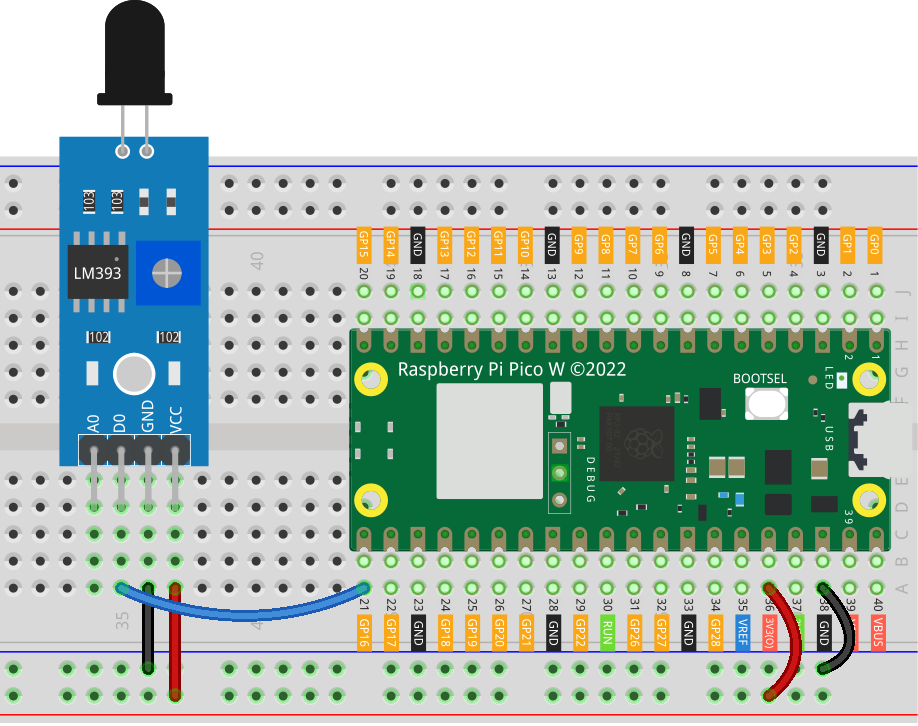 103
103
LM393
102
102
A0
D0
GND
VCC
40
35
GP15
GP14
GND
GP13
GP12
GP11
GP10
GND
GP9
GP8
GP7
GP6
GND
GP5
GP4
GP3
GP2
GND
GP1
GP0
20
19
18
17
16
15
14
13
12
11
10
9
8
7
6
5
4
3
2
1
J
I
H
G
F
E
D
C
B
A
Raspberry Pi Pico W ©2022
BOOTSEL
LED
USB
DEBUG
2
1
39
21
22
23
24
25
26
27
28
29
30
31
32
33
34
35
36
37
38
39
40
GP16
GP17
GND
GP18
GP19
GP20
GP21
GND
GP22
RUN
GP26
GP27
GND
GP28
VREF
3V3(O)
GND
VBUS